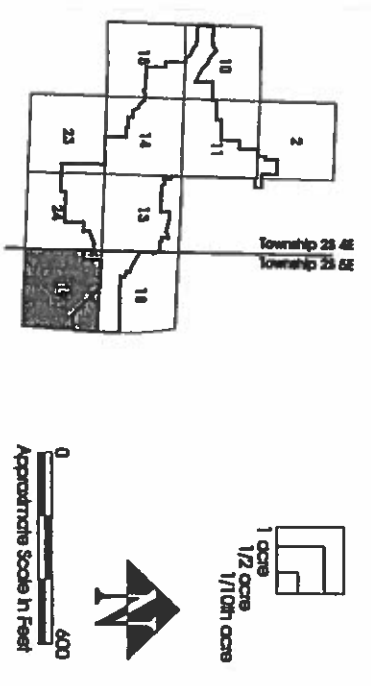 10
2
23
14
11
24
13
18
Township 2S 4E
Township 2S 5E
1 acre
1/2 acre
1/10th acre
N
0 600
Approximate Scale in Feet